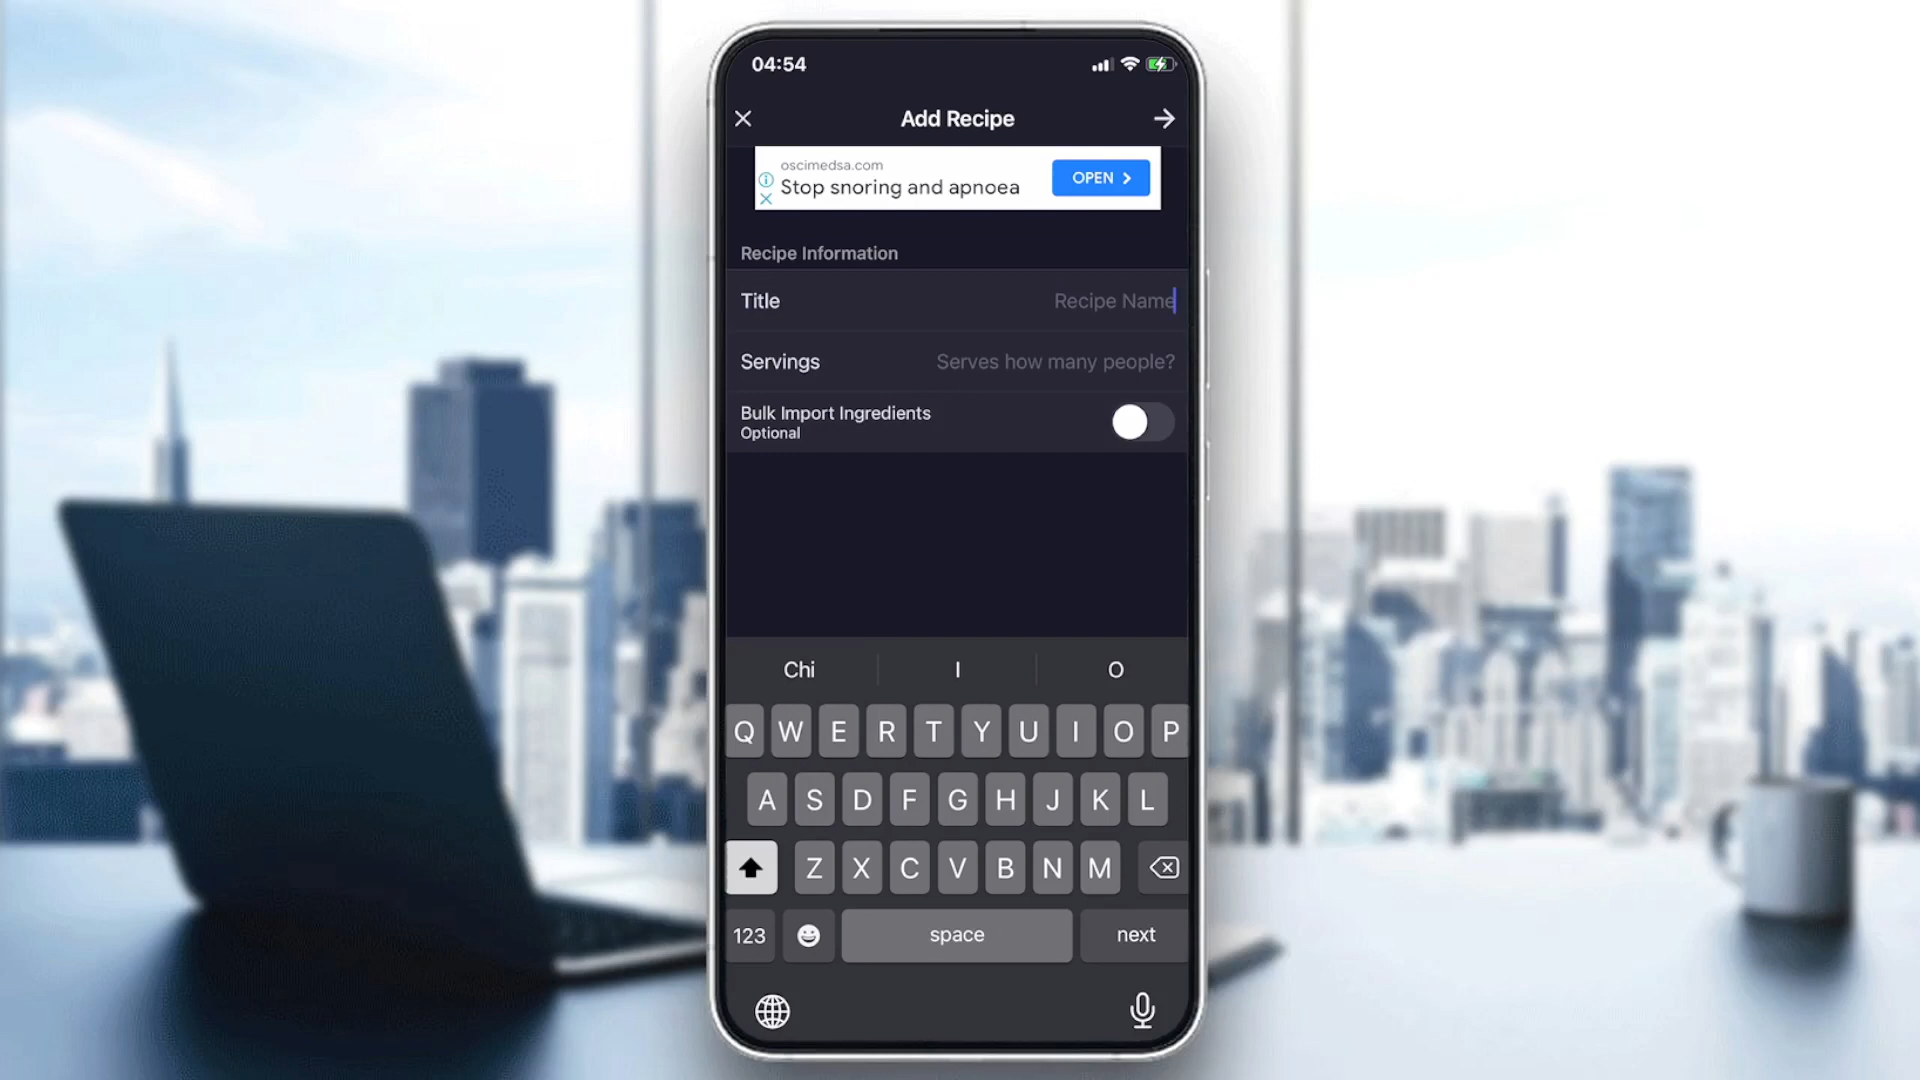 04:54
Add Recipe
oscimedsa.com
Stop snoring and apnoea
OPEN
Recipe Information
Title
Recipe Name
Servings
Serves how many people?
Bulk Import Ingredients
Optional
Chi I O
Q W E R T Y U I O P
A S D F G H J K L
Z X C V B N M
123 space next